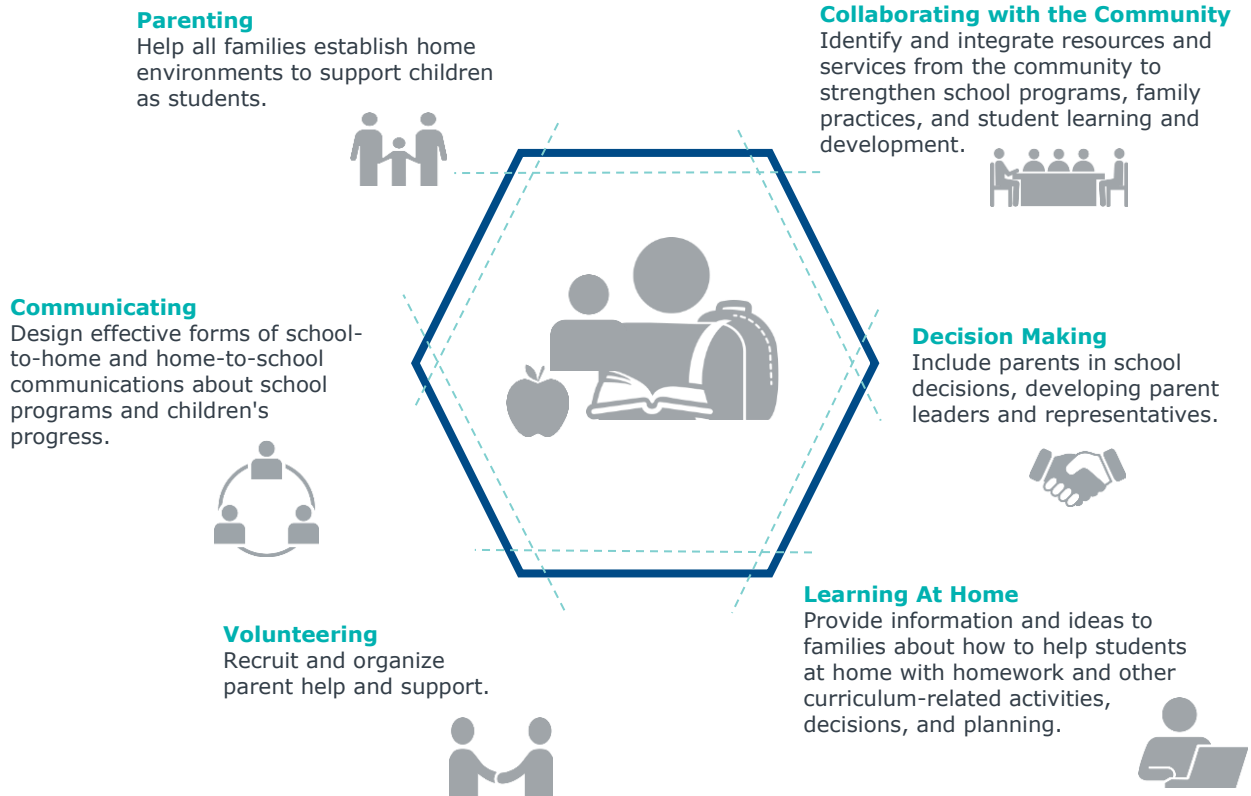 Parenting
Help all families establish home
environments to support children
as students.
Collaborating with the Community
Identify and integrate resources and
services from the community to
strengthen school programs, family
practices, and student learning and
development.
Communicating
Design effective forms of school-
to-home and home-to-school
communications about school
programs and children's
progress.
Decision Making
Include parents in school
decisions, developing parent
leaders and representatives.
Volunteering
Recruit and organize
parent help and support.
Learning At Home
Provide information and ideas to
families about how to help students
at home with homework and other
curriculum-related activities,
decisions, and planning.